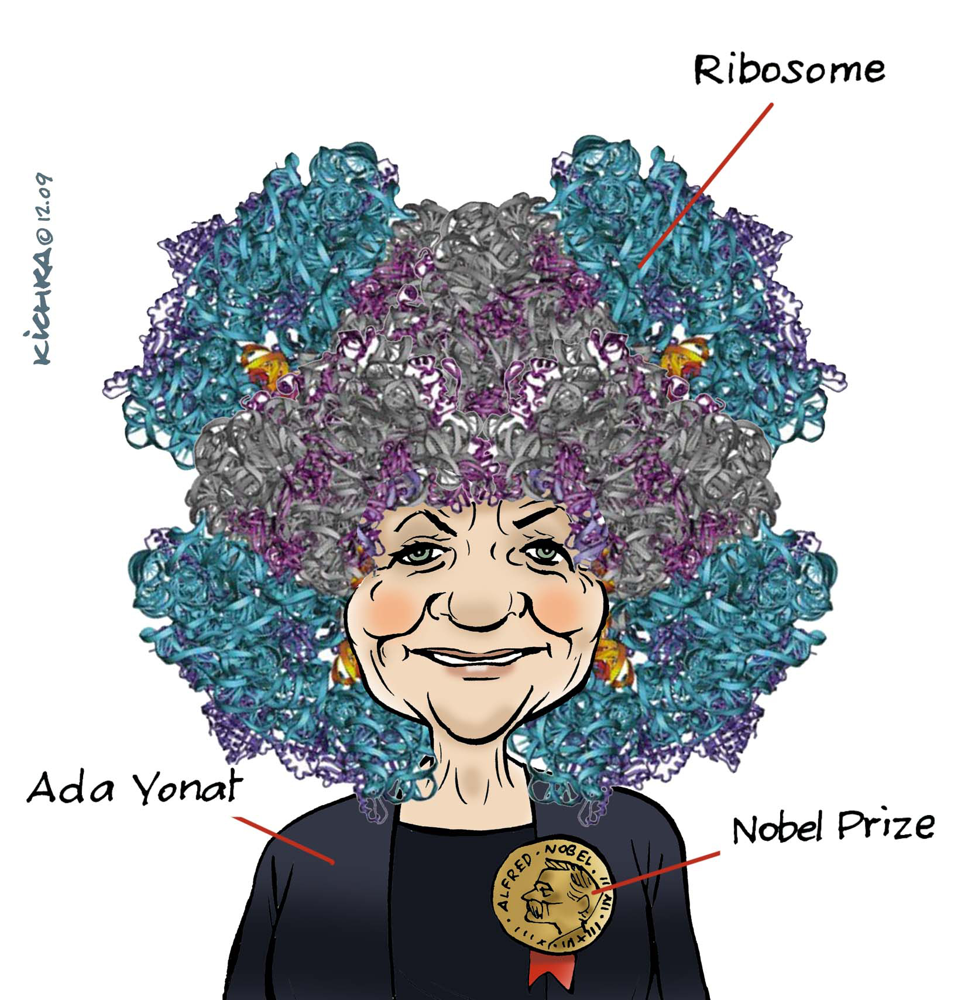 Ribosome
KICHKA © 12.09
Ada Yonat
Nobel Prize
ALFRED · NOBEL ·